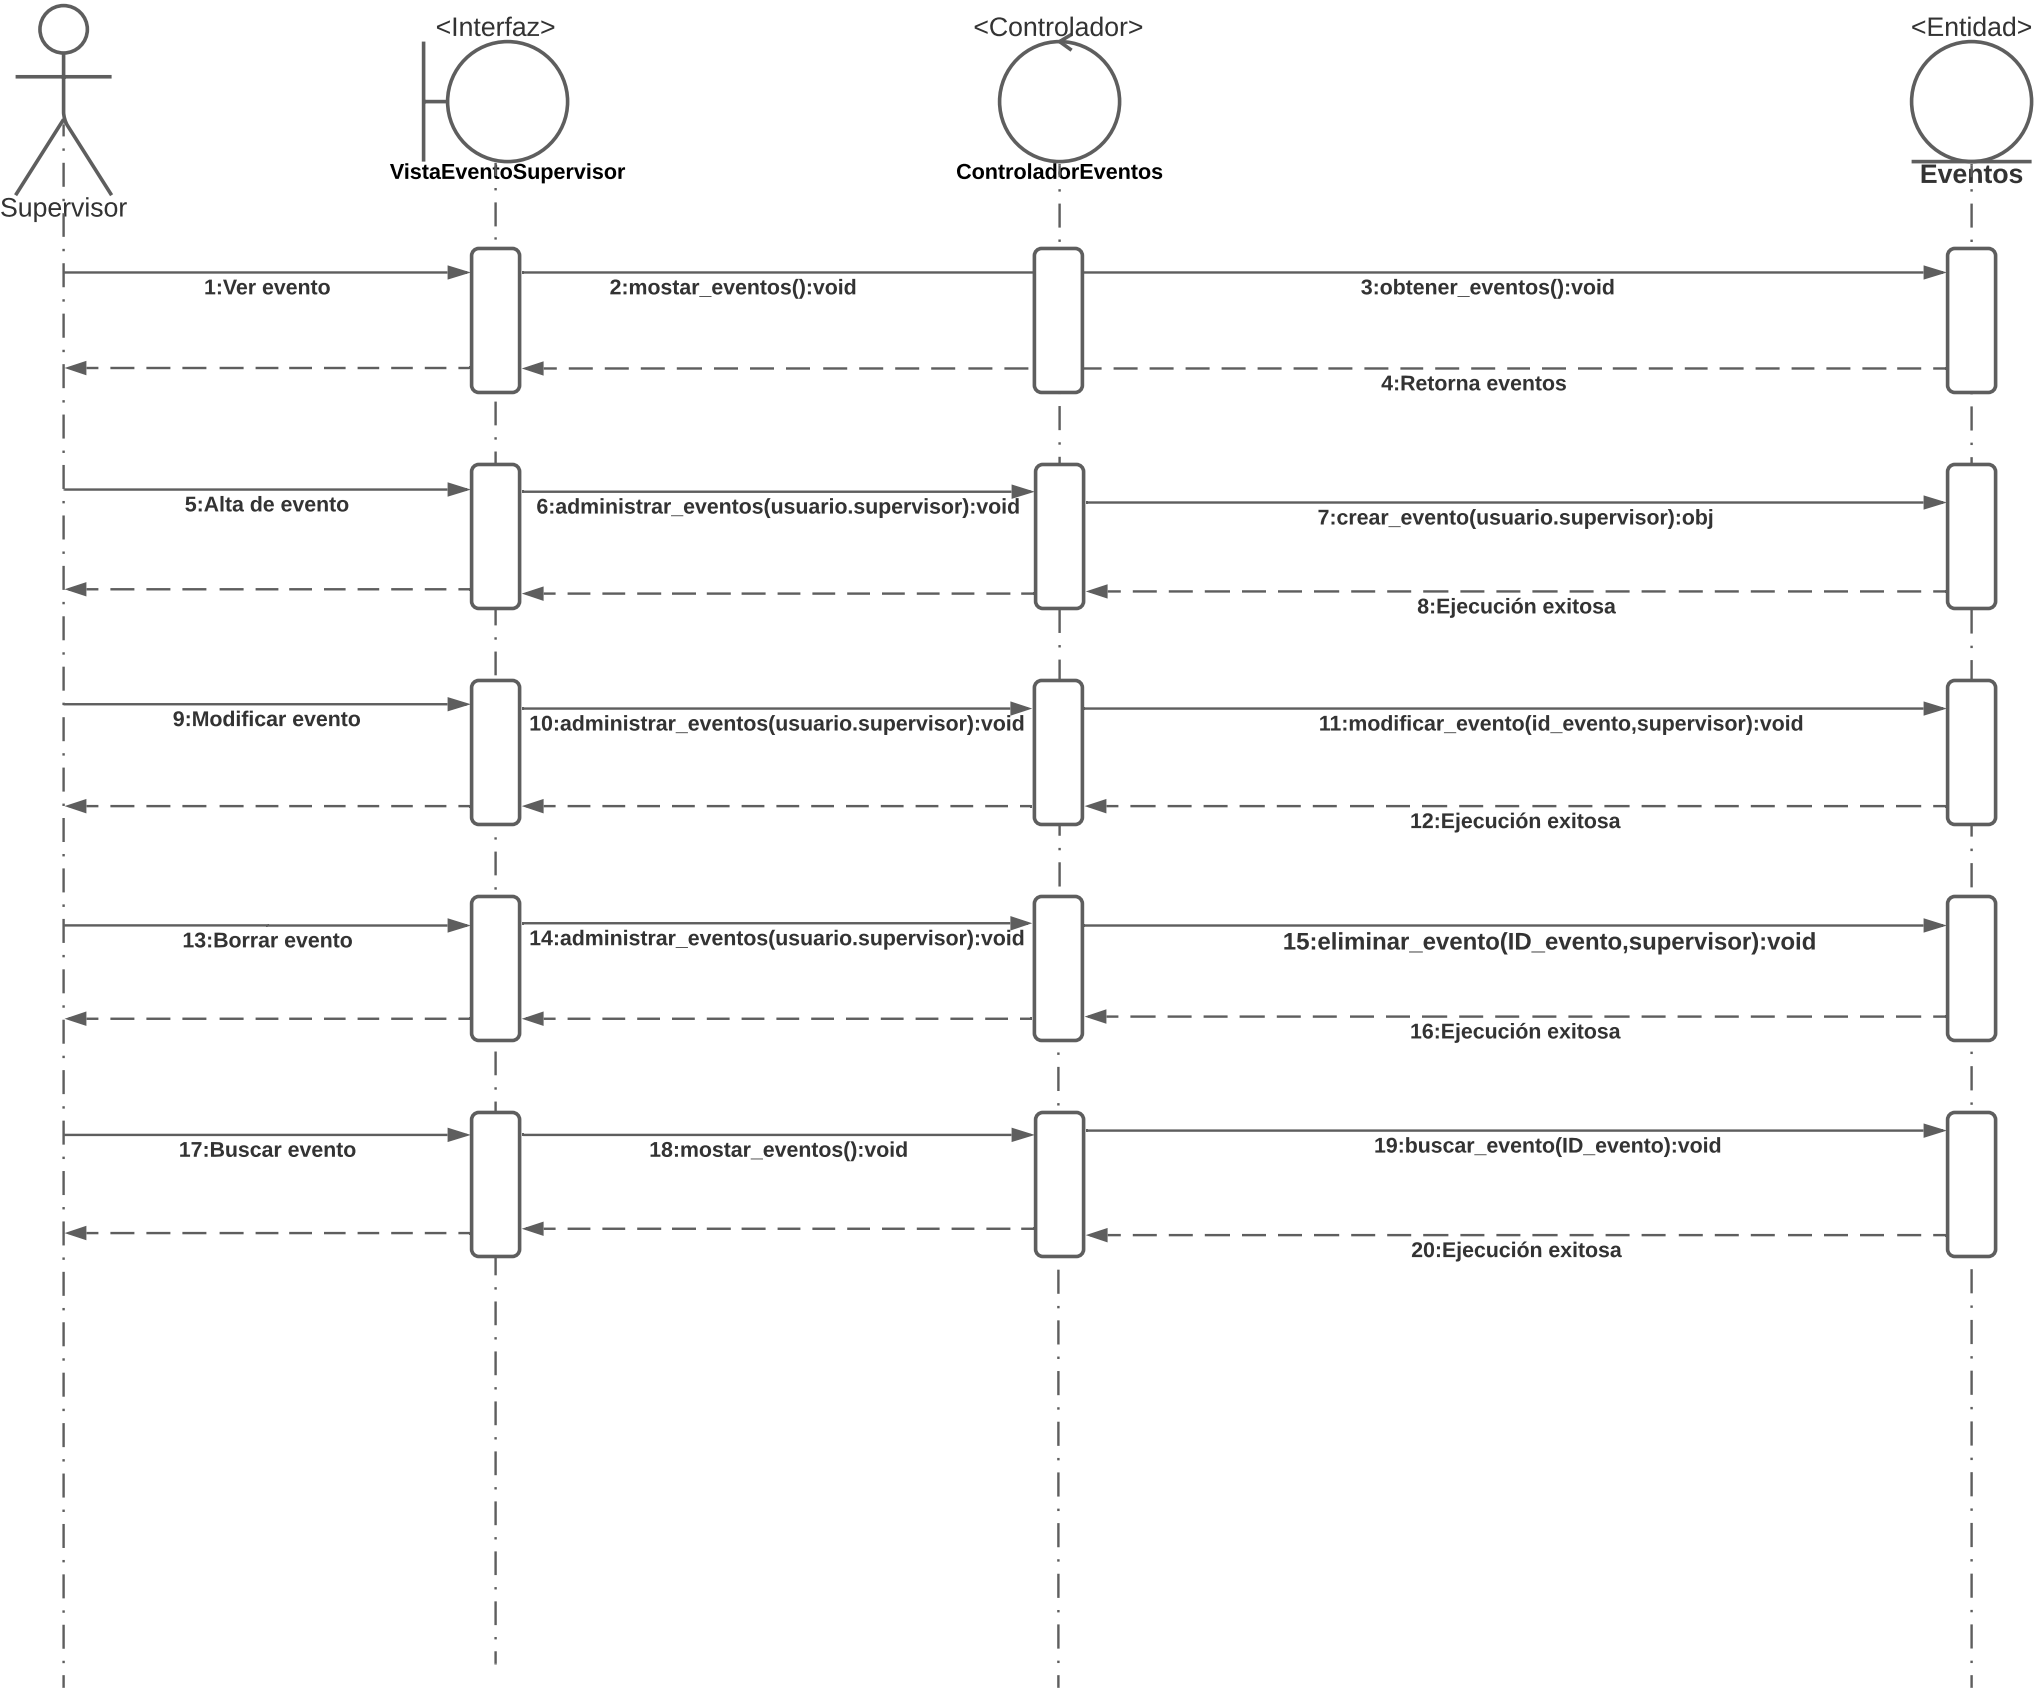 <Interfaz>
<Controlador>
<Entidad>
VistaEventoSupervisor
ControladorEventos
Eventos
Supervisor
1:Ver evento
2:mostar_eventos():void
3:obtener_eventos():void
4:Retorna eventos
5:Alta de evento
6:administrar_eventos(usuario.supervisor):void
7:crear_evento(usuario.supervisor):obj
8:Ejecución exitosa
9:Modificar evento
10:administrar_eventos(usuario.supervisor):void
11:modificar_evento(id_evento,supervisor):void
12:Ejecución exitosa
13:Borrar evento
14:administrar_eventos(usuario.supervisor):void
15:eliminar_evento(ID_evento,supervisor):void
16:Ejecución exitosa
17:Buscar evento
18:mostar_eventos():void
19:buscar_evento(ID_evento):void
20:Ejecución exitosa